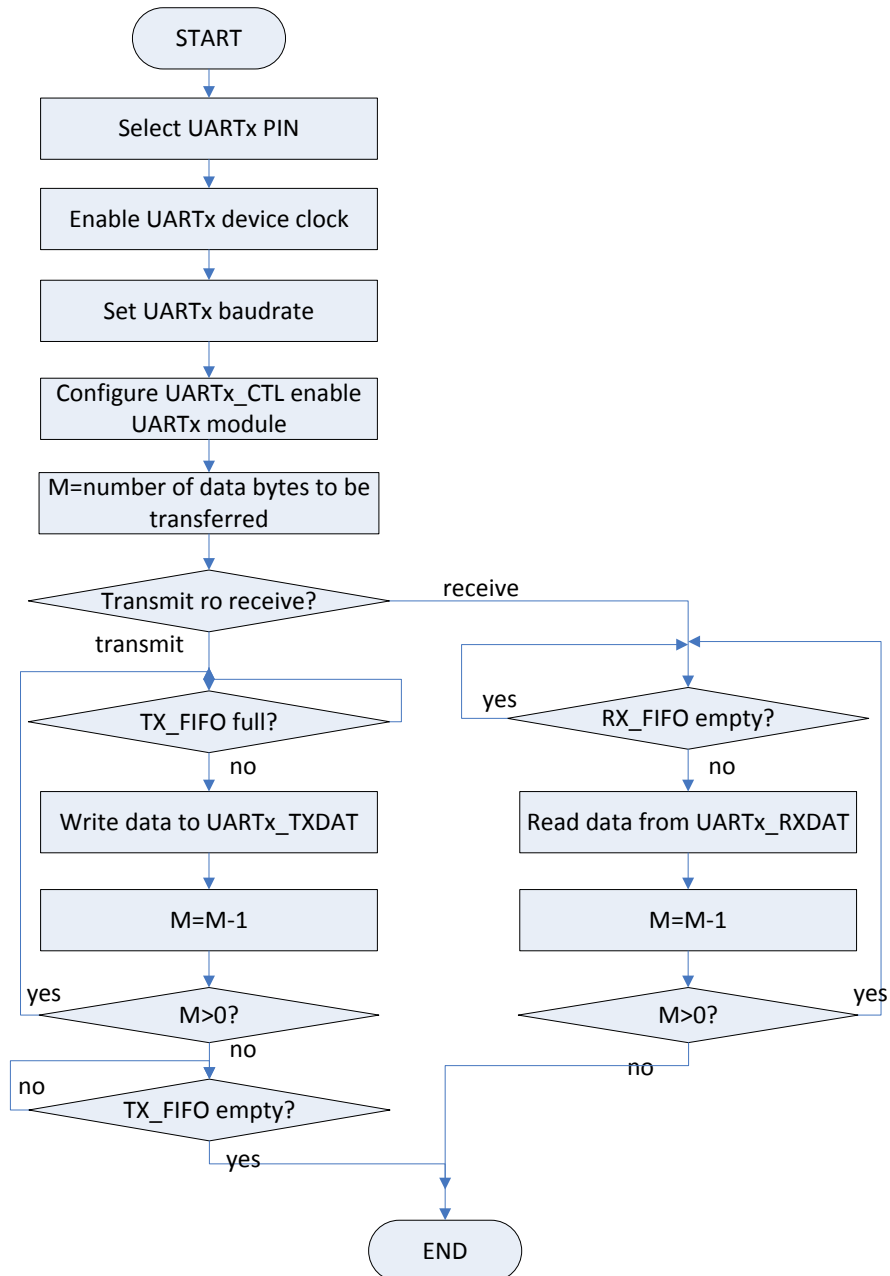 START
Select UARTx PIN
Enable UARTx device clock
Set UARTx baudrate
Configure UARTx_CTL enable
UARTx module
M=number of data bytes to be
transferred
Transmit ro receive?
receive
transmit
TX_FIFO full?
no
Write data to UARTx_TXDAT
M=M-1
yes
M>0?
no
no
TX_FIFO empty?
yes
yes
RX_FIFO empty?
no
Read data from UARTx_RXDAT
M=M-1
yes
M>0?
no
END